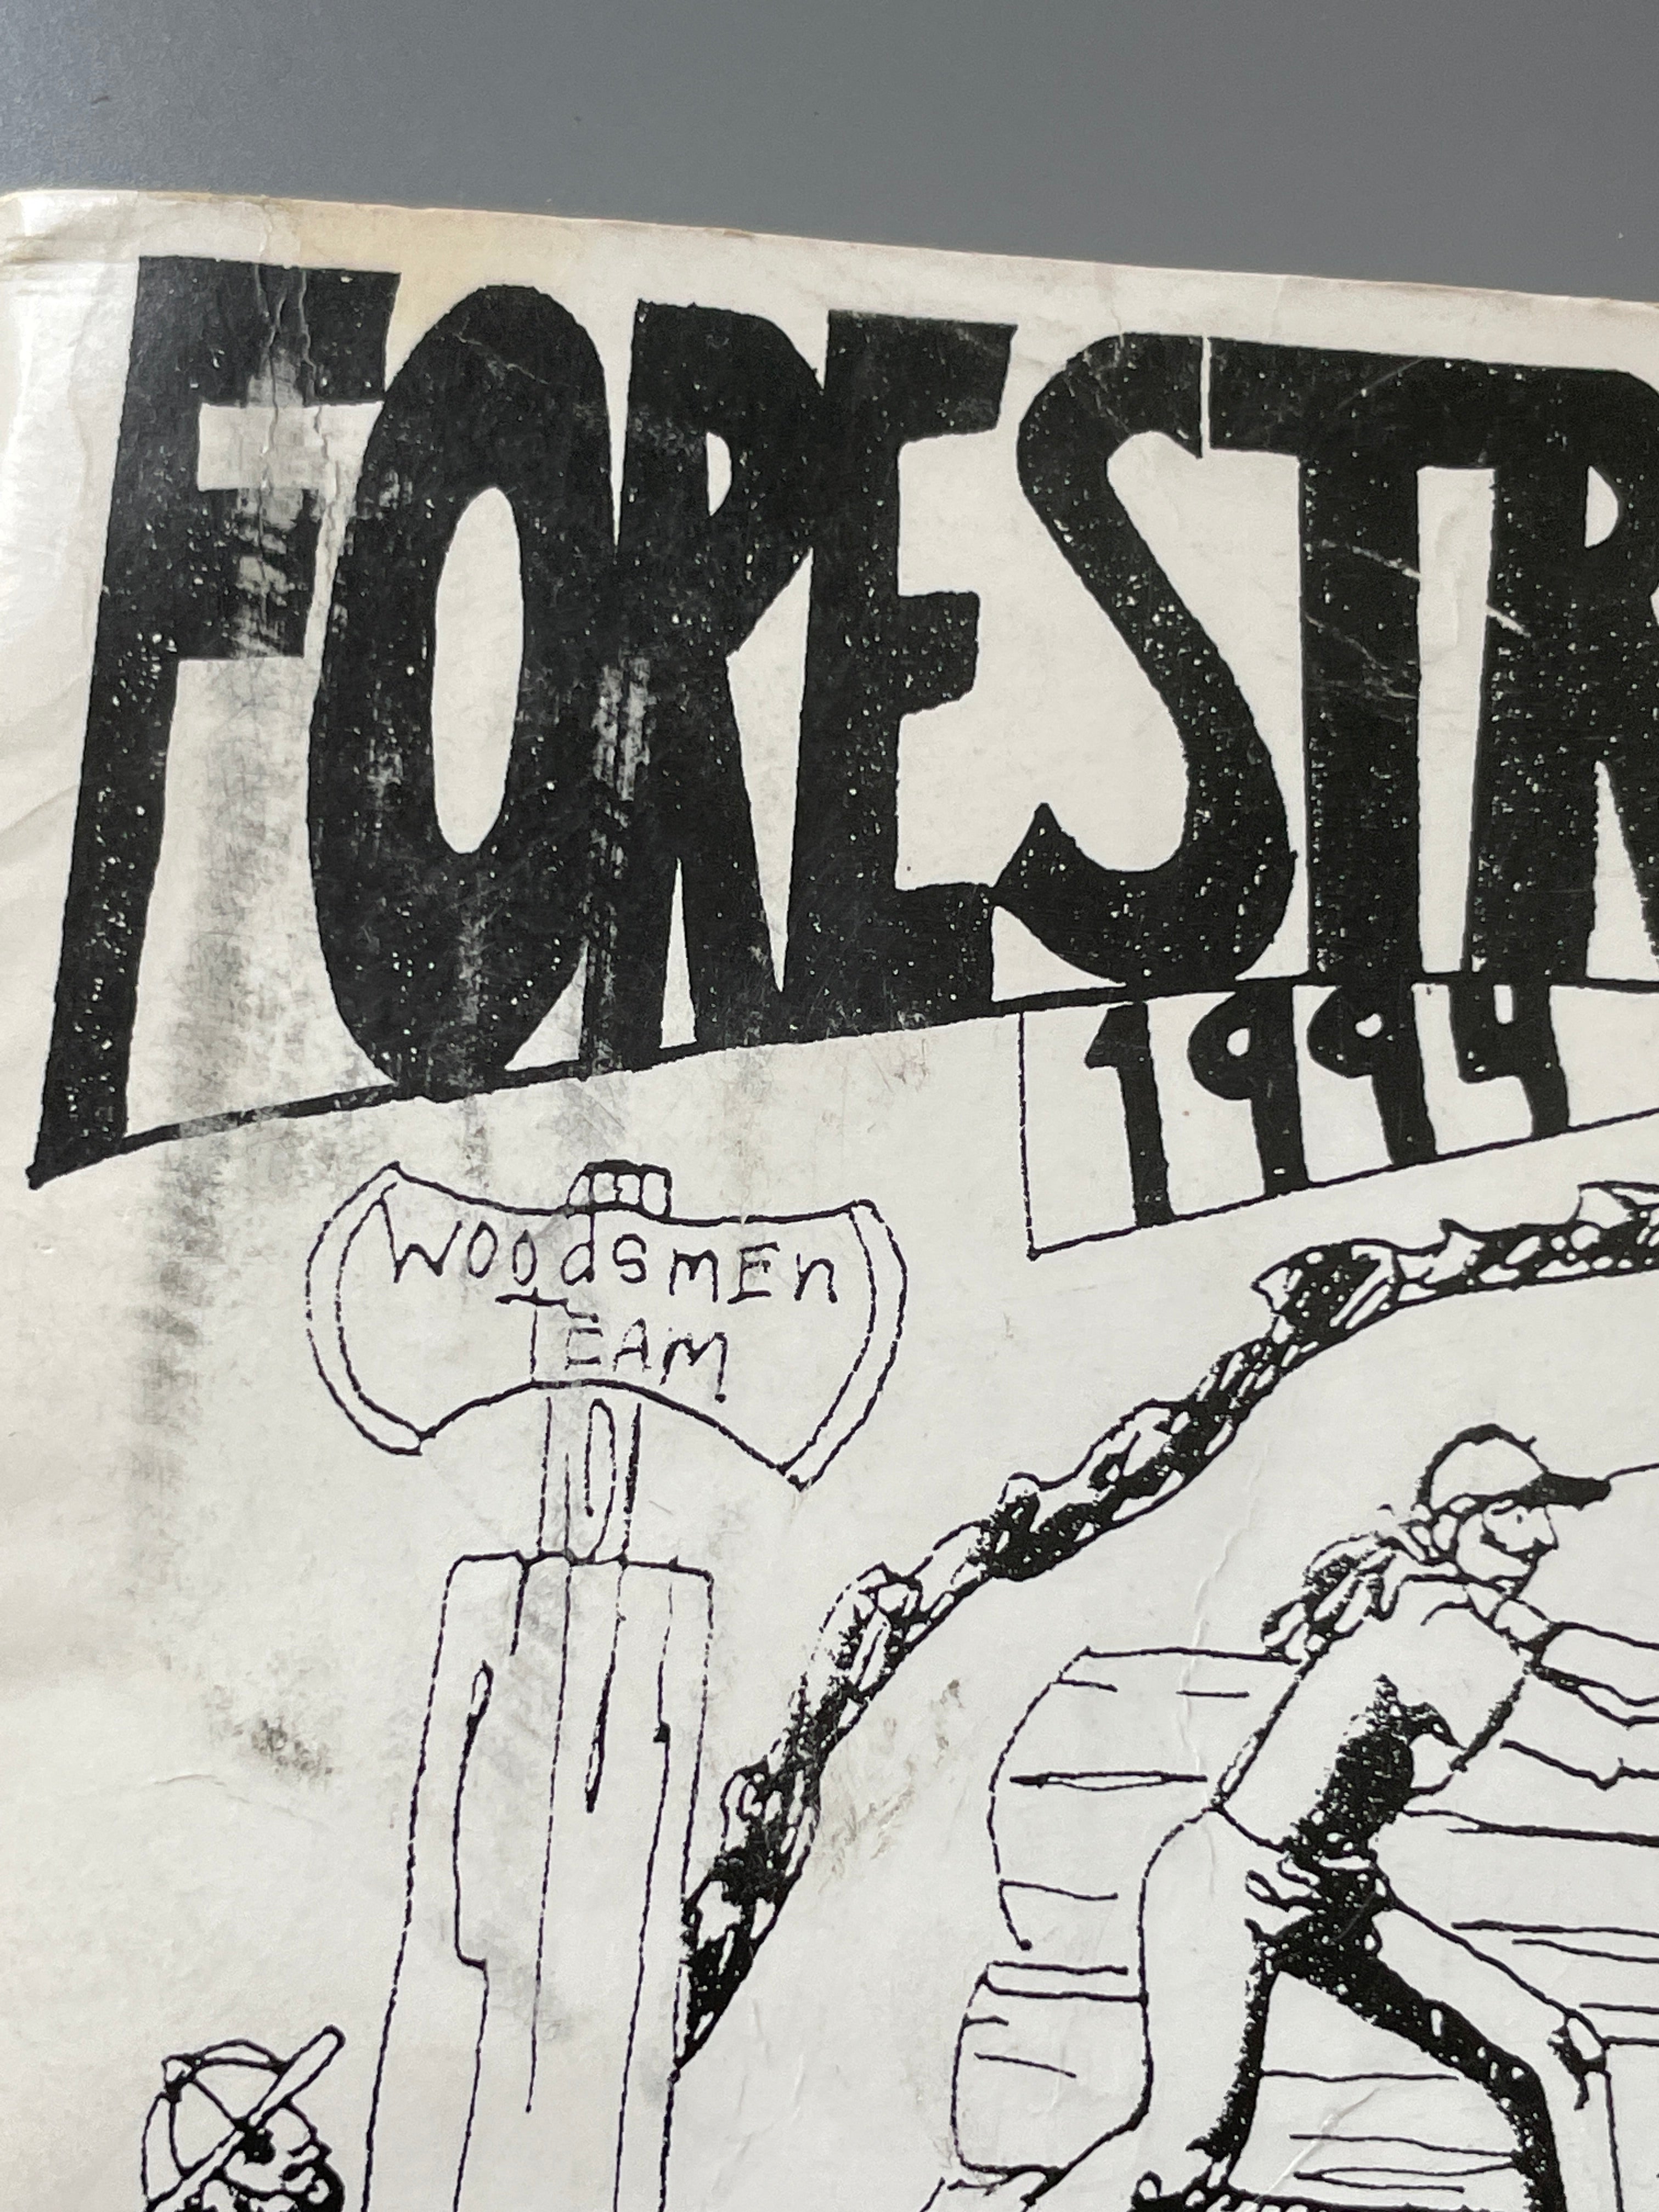 FORESTR
1994
WOOdSmEn
TEAM